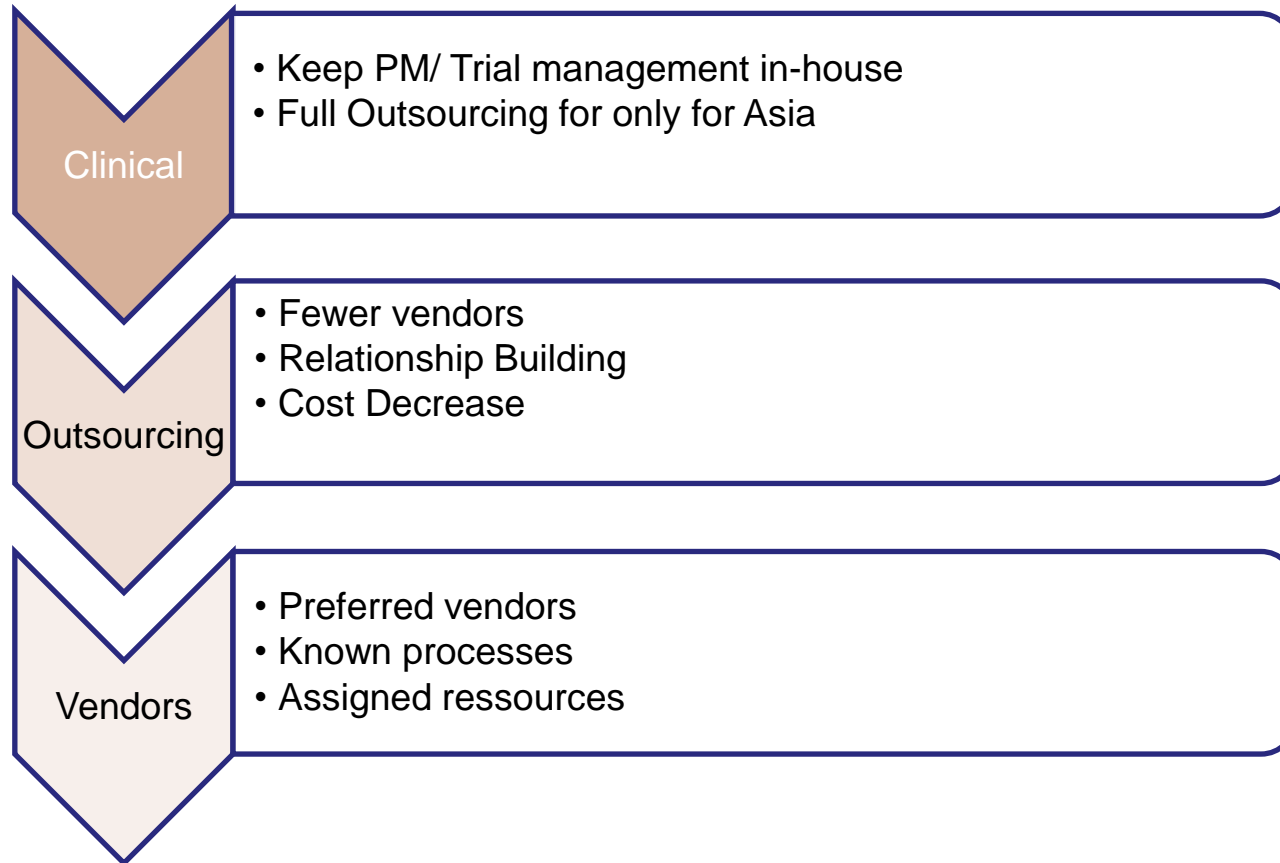 Clinical
• Keep PM/ Trial management in-house
• Full Outsourcing for only for Asia
Outsourcing
• Fewer vendors
• Relationship Building
• Cost Decrease
Vendors
• Preferred vendors
• Known processes
• Assigned ressources